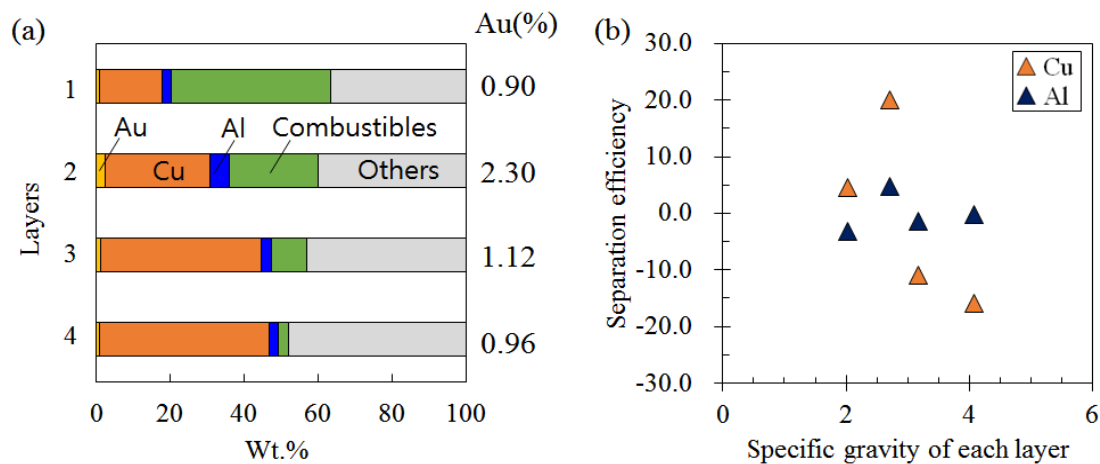 (a)
Au(%)
1
0.90
Au
Al
Combustibles
2
Cu
Others
2.30
Layers
3
1.12
4
0.96
0
20
40
60
80
100
Wt.%
(b)
30.0
20.0
10.0
0.0
-10.0
-20.0
-30.0
Separation efficiency
Cu
Al
0
2
4
6
Specific gravity of each layer